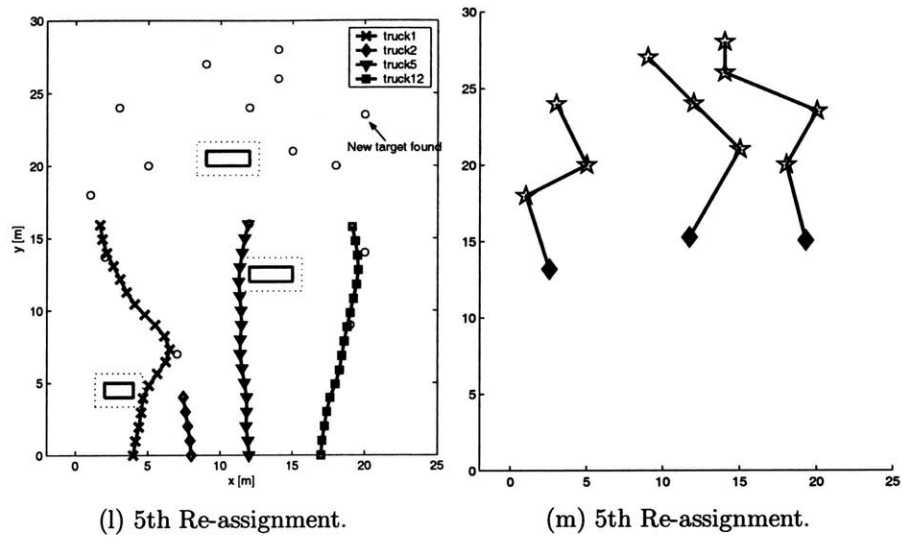 30
25
20
15
10
5
0
y [m]
truck1
truck2
truck5
truck12
New target found
0
5
10
15
20
25
x [m]
(l) 5th Re-assignment.
30
25
20
15
10
5
0
0
5
10
15
20
25
(m) 5th Re-assignment.